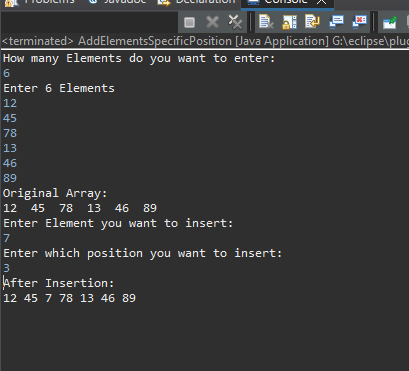 Problems Javadoc Declaration Console
<terminated> AddElementsSpecificPosition [Java Application] G:\eclipse\plug
How many Elements do you want to enter:
6
Enter 6 Elements
12
45
78
13
46
89
Original Array:
12 45 78 13 46 89
Enter Element you want to insert:
7
Enter which position you want to insert:
3
After Insertion:
12 45 7 78 13 46 89